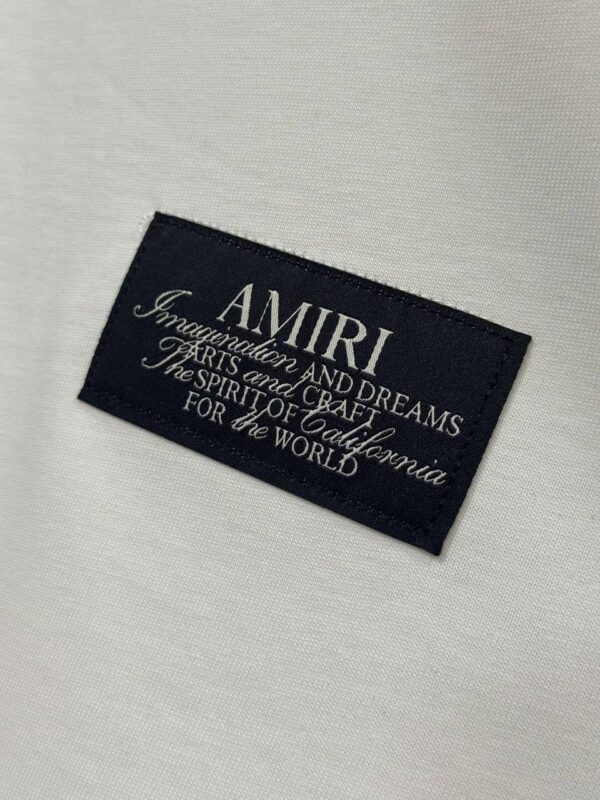 AMIRI
Imagination AND DREAMS
ARTS and CRAFT
The SPIRIT OF California
FOR the WORLD